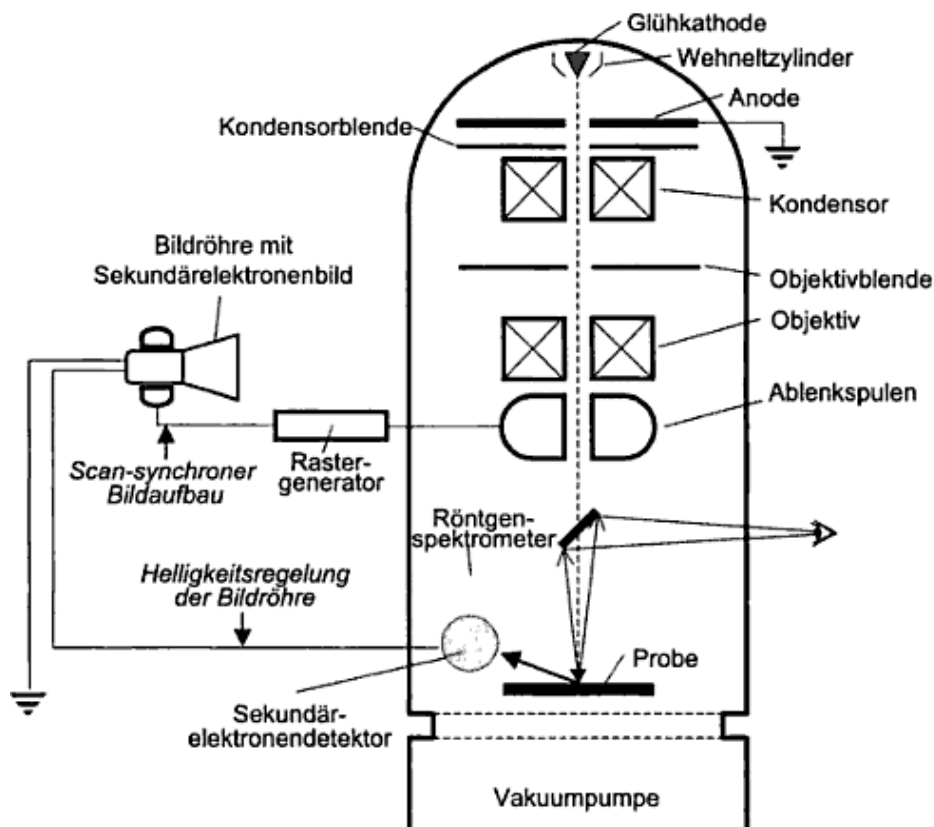 Glühkathode
Wehneltzylinder
Anode
Kondensorblende
Kondensor
Bildröhre mit
Sekundärelektronenbild
Objektivblende
Objektiv
Ablenkspulen
Raster-
generator
Scan-synchroner
Bildaufbau
Röntgen-
spektrometer
Helligkeitsregelung
der Bildröhre
Probe
Sekundär-
elektronendetektor
Vakuumpumpe